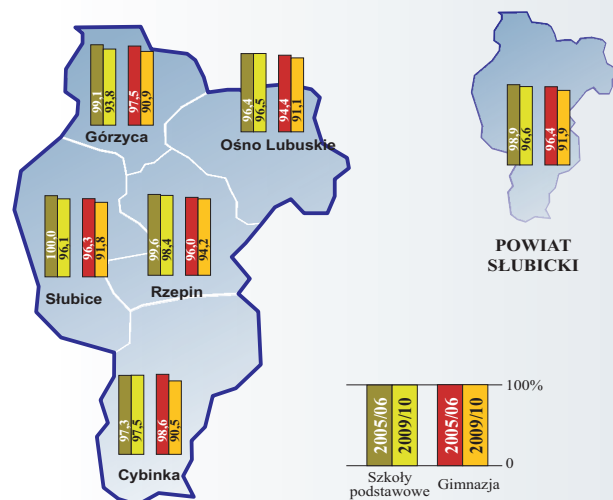 99,1 93,8 97,5 90,9
Górzyca
96,4 96,5 94,4 91,1
Ośno Lubuskie
98,9 96,6 96,4 91,9
POWIAT
SŁUBICKI
100,0 96,1 96,3 91,8
Słubice
99,6 98,4 96,0 94,2
Rzepin
97,3 97,5 98,6 90,5
Cybinka
100%
2005/06 2009/10 2005/06 2009/10
0
Szkoły
podstawowe
Gimnazja